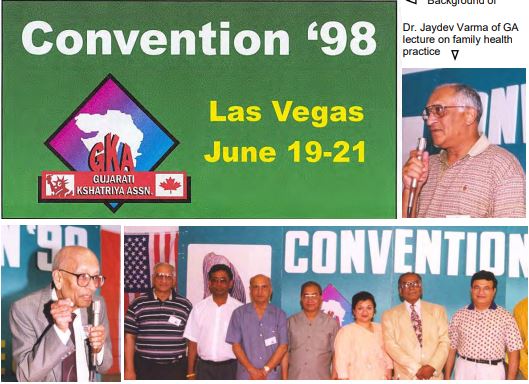 Background of
Dr. Jaydev Varma of GA
lecture on family health
practice
Convention '98
Las Vegas
June 19-21
GKA
GUJARATI
KSHATRIYA ASSN.
CONVENTION